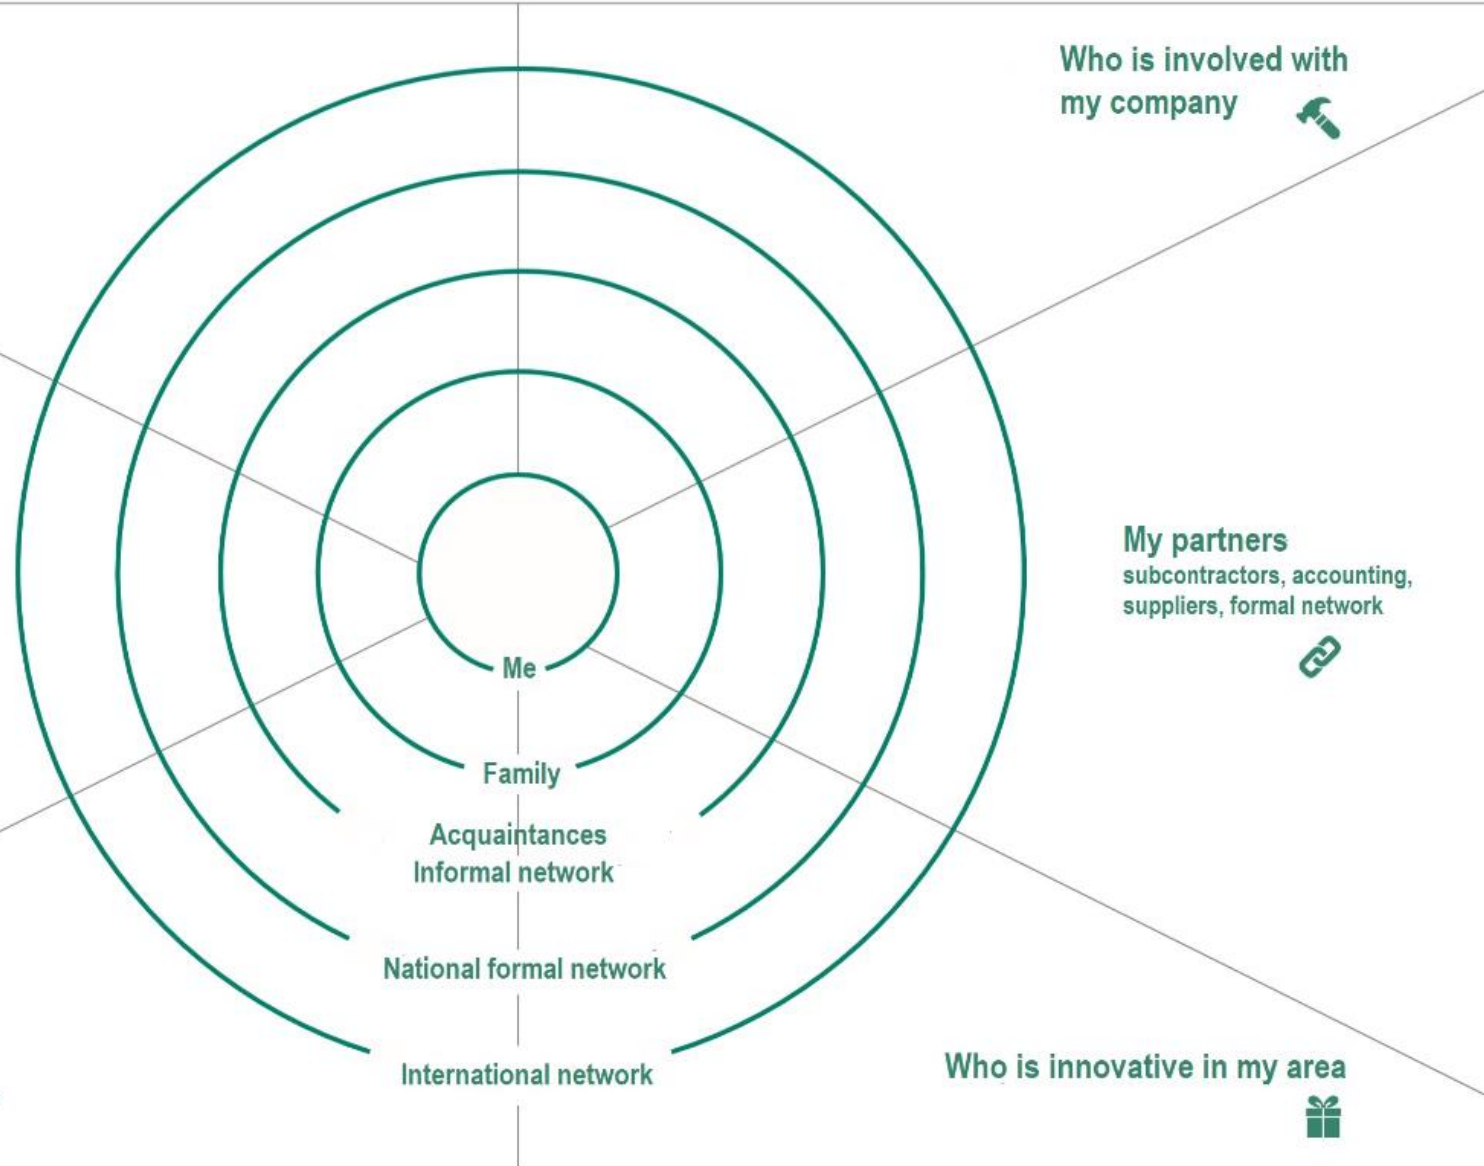 Who is involved with
my company
My partners
subcontractors, accounting,
suppliers, formal network
Me
Family
Acquaintances
Informal network
National formal network
International network
Who is innovative in my area